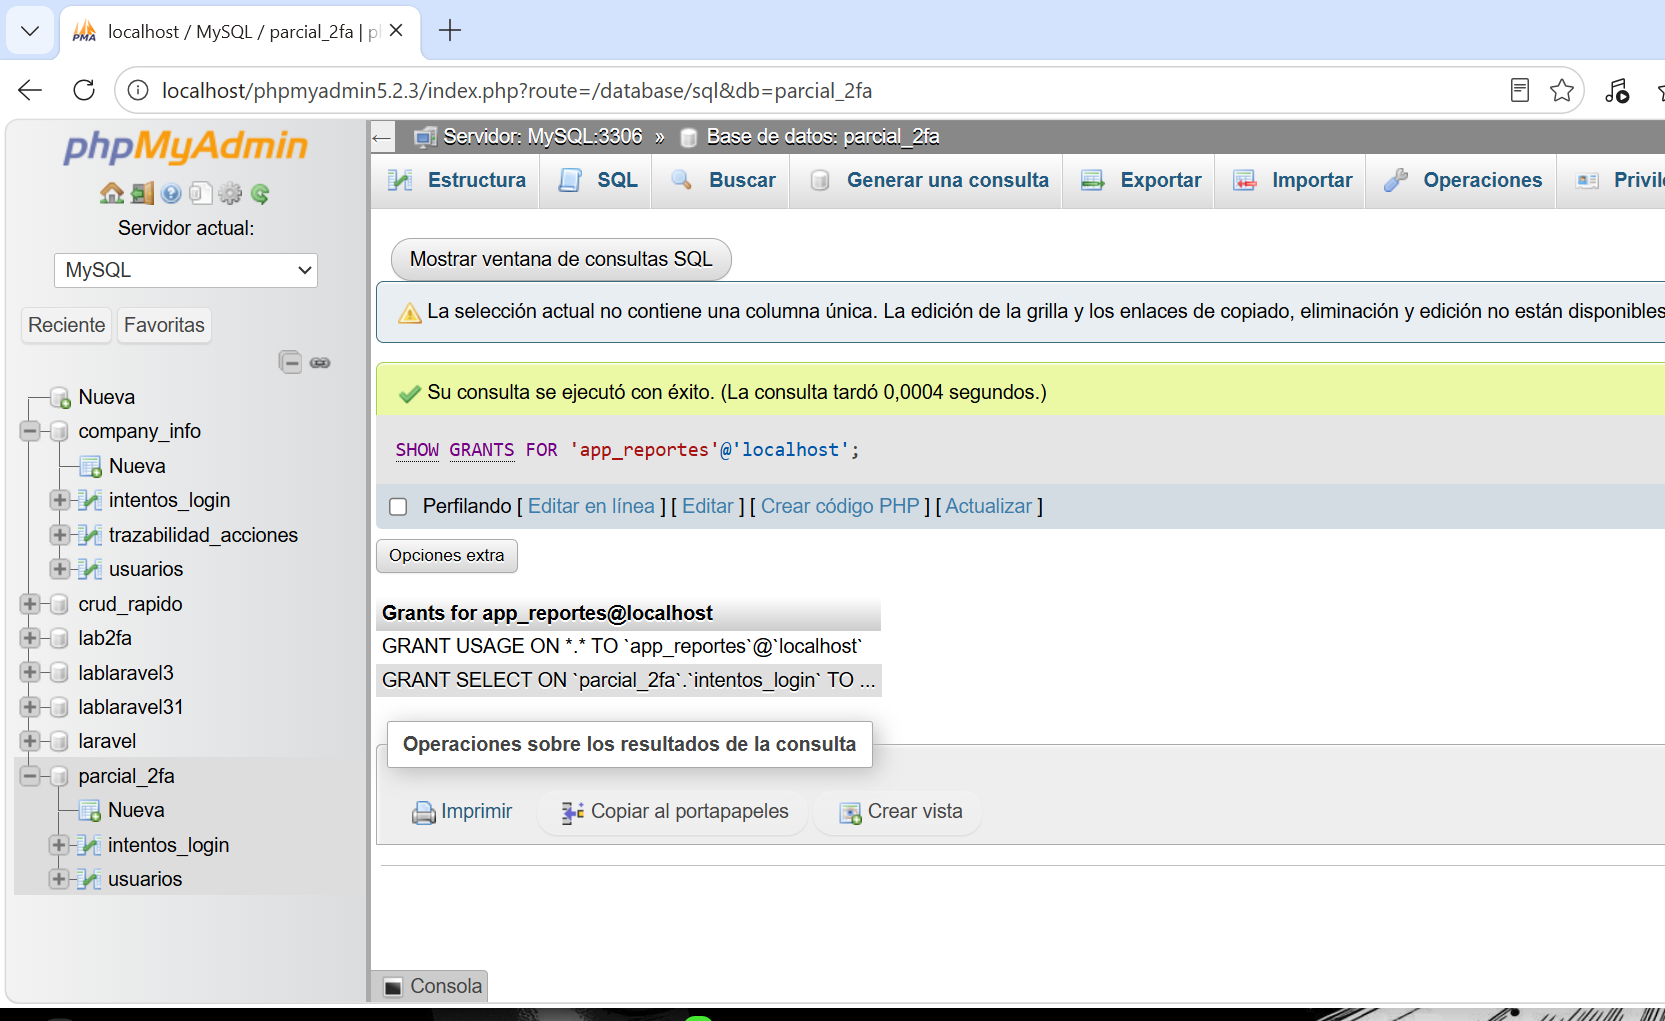 localhost / MySQL / parcial_2fa | p
localhost/phpmyadmin5.2.3/index.php?route=/database/sql&db=parcial_2fa
phpMyAdmin
Servidor actual:
MySQL
Reciente
Favoritas
Nueva
company_info
Nueva
intentos_login
trazabilidad_acciones
usuarios
crud_rapido
lab2fa
lablaravel3
lablaravel31
laravel
parcial_2fa
Nueva
intentos_login
usuarios
Servidor: MySQL:3306 » Base de datos: parcial_2fa
Estructura SQL Buscar Generar una consulta Exportar Importar Operaciones Privile
Mostrar ventana de consultas SQL
La selección actual no contiene una columna única. La edición de la grilla y los enlaces de copiado, eliminación y edición no están disponibles
Su consulta se ejecutó con éxito. (La consulta tardó 0,0004 segundos.)
SHOW GRANTS FOR 'app_reportes'@'localhost';
Perfilando [ Editar en línea ] [ Editar ] [ Crear código PHP ] [ Actualizar ]
Opciones extra
Grants for app_reportes@localhost
GRANT USAGE ON *.* TO `app_reportes`@`localhost`
GRANT SELECT ON `parcial_2fa`.`intentos_login` TO ...
Operaciones sobre los resultados de la consulta
Imprimir Copiar al portapapeles Crear vista
Consola